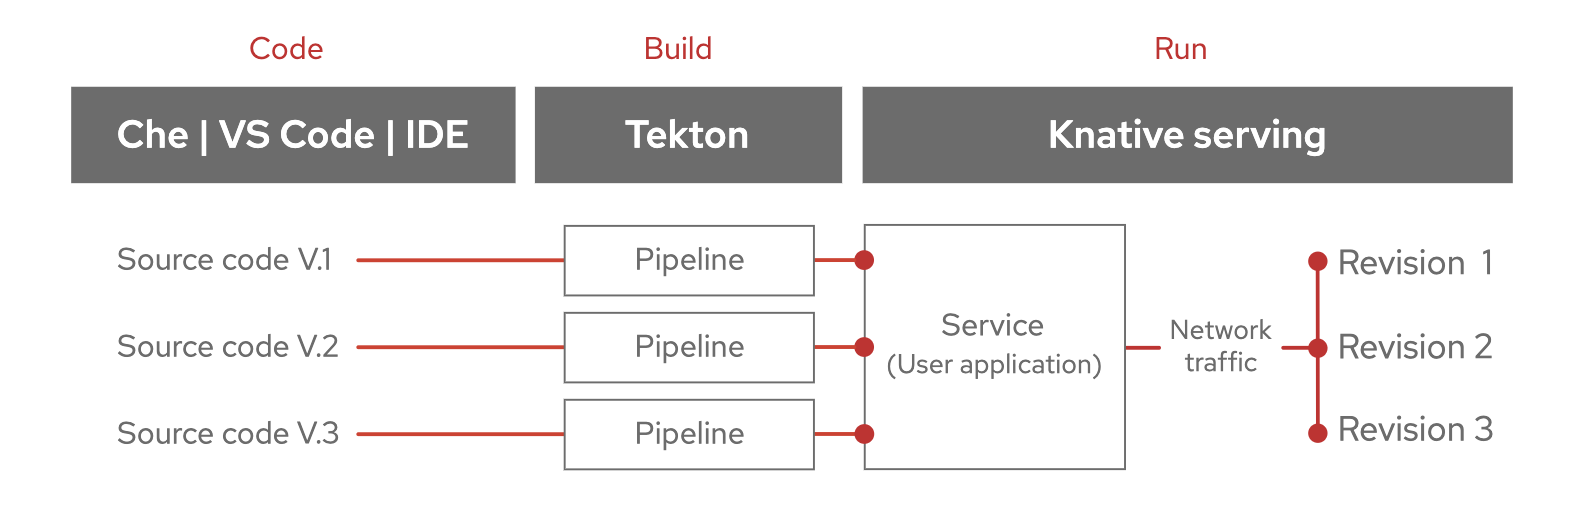 Code
Build
Run
Che | VS Code | IDE
Tekton
Knative serving
Source code V.1
Pipeline
Revision 1
Source code V.2
Pipeline
Service
(User application)
Network
traffic
Revision 2
Source code V.3
Pipeline
Revision 3